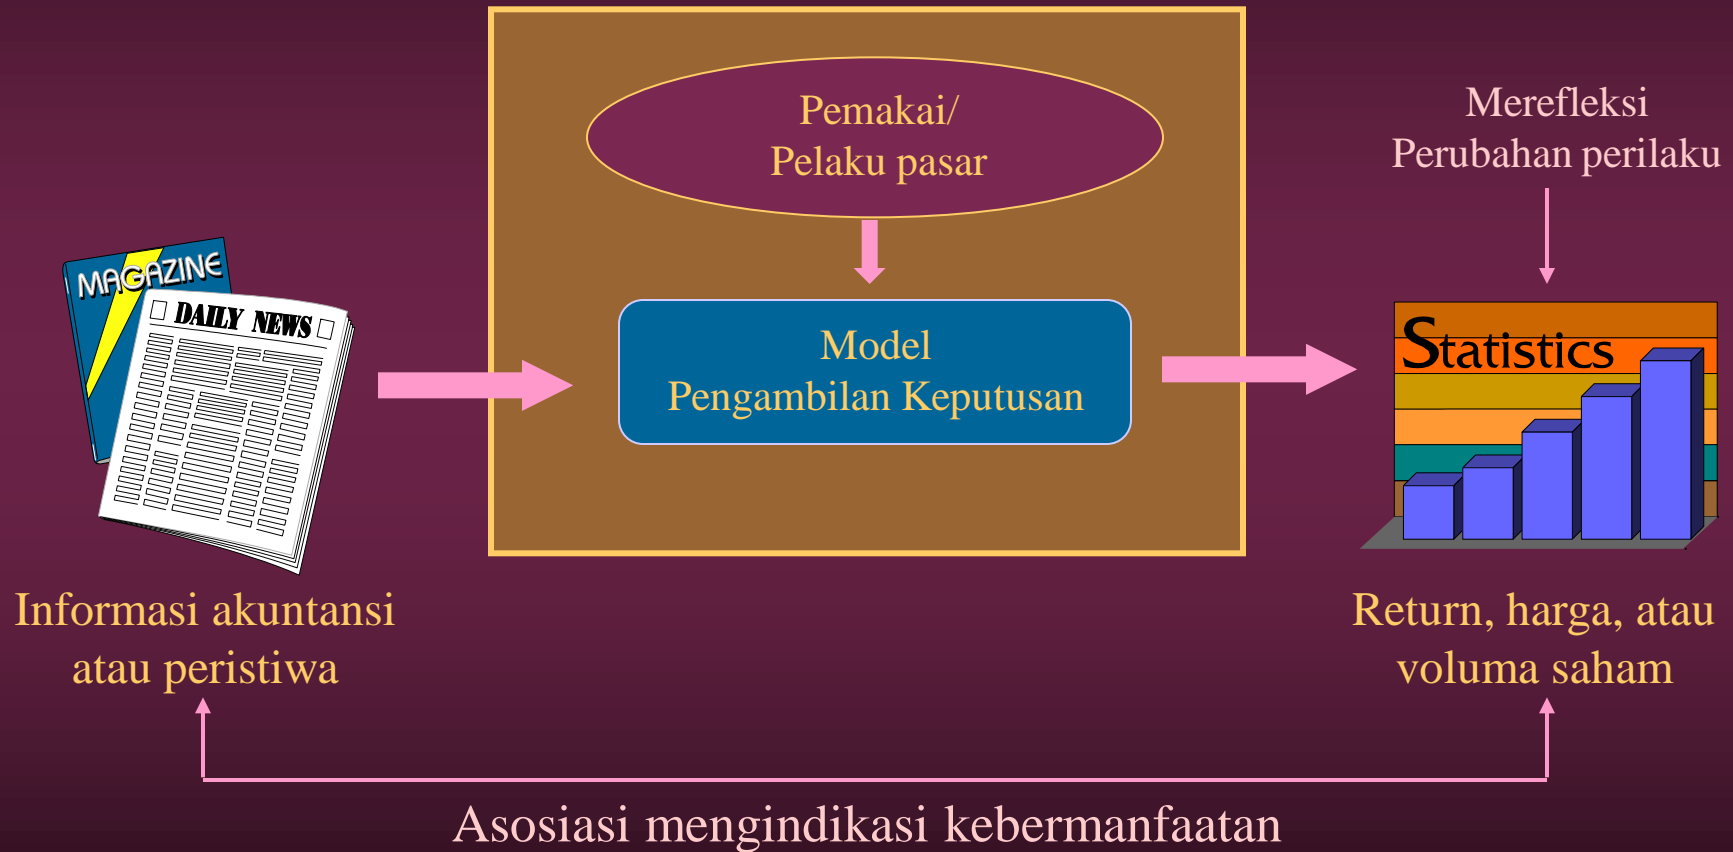 Pemakai/
Pelaku pasar
Merefleksi
Perubahan perilaku
MAGAZINE
DAILY NEWS
Model
Pengambilan Keputusan
Statistics
Informasi akuntansi
atau peristiwa
Return, harga, atau
voluma saham
Asosiasi mengindikasi kebermanfaatan